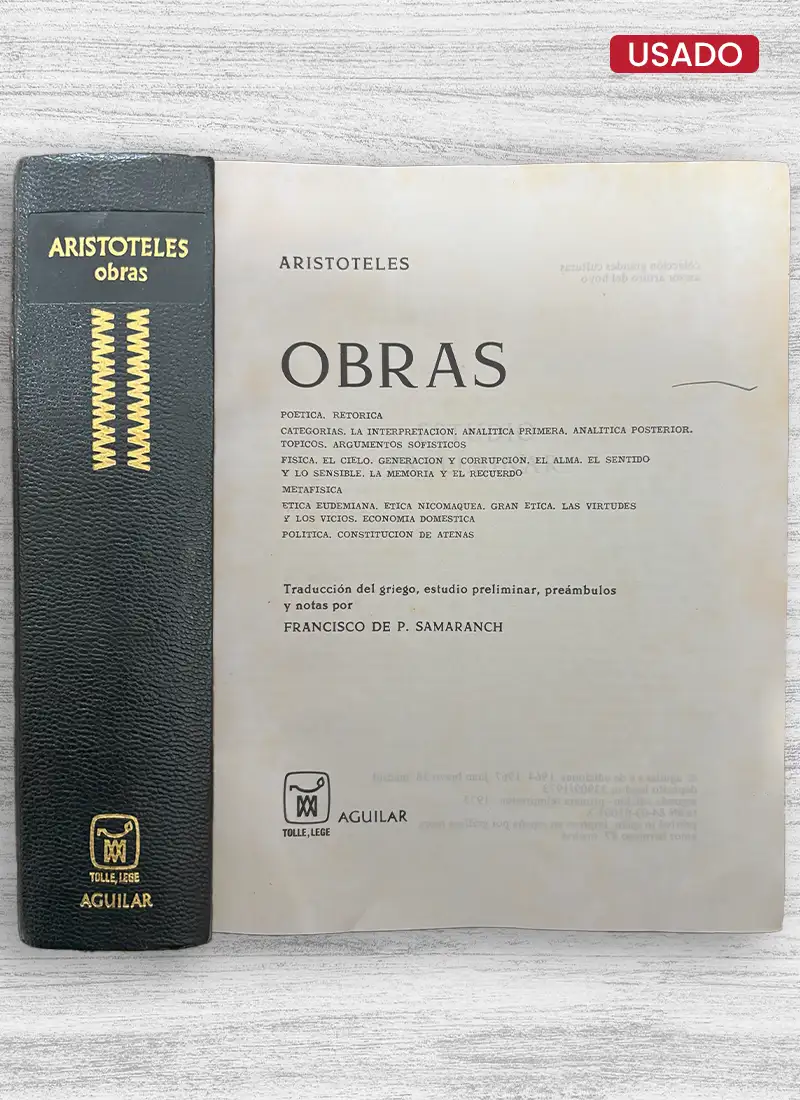 USADO
ARISTOTELES
obras
TOLLE, LEGE
AGUILAR
ARISTOTELES
OBRAS
POETICA. RETORICA
CATEGORIAS. LA INTERPRETACION. ANALITICA PRIMERA. ANALITICA POSTERIOR.
TOPICOS. ARGUMENTOS SOFISTICOS
FISICA. EL CIELO. GENERACION Y CORRUPCION. EL ALMA. EL SENTIDO
Y LO SENSIBLE. LA MEMORIA Y EL RECUERDO
METAFISICA
ETICA EUDEMIANA. ETICA NICOMAQUEA. GRAN ETICA. LAS VIRTUDES
Y LOS VICIOS. ECONOMIA DOMESTICA
POLITICA. CONSTITUCION DE ATENAS
Traducción del griego, estudio preliminar, preámbulos
y notas por
FRANCISCO DE P. SAMARANCH
TOLLE, LEGE
AGUILAR